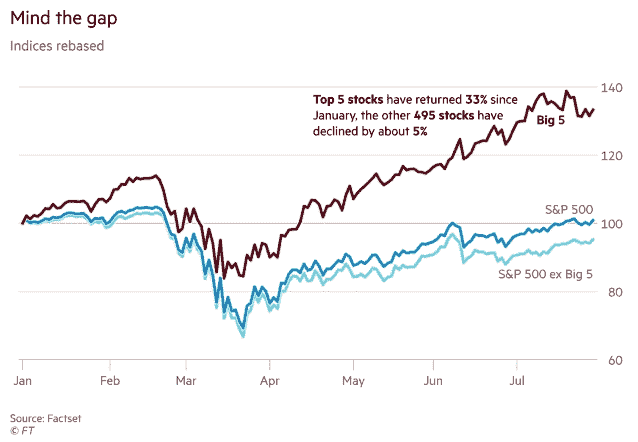 Mind the gap
Indices rebased
140
Top 5 stocks have returned 33% since
January, the other 495 stocks have
declined by about 5%
Big 5
120
S&P 500
100
S&P 500 ex Big 5
80
60
Jan Feb Mar Apr May Jun Jul
Source: Factset
© FT